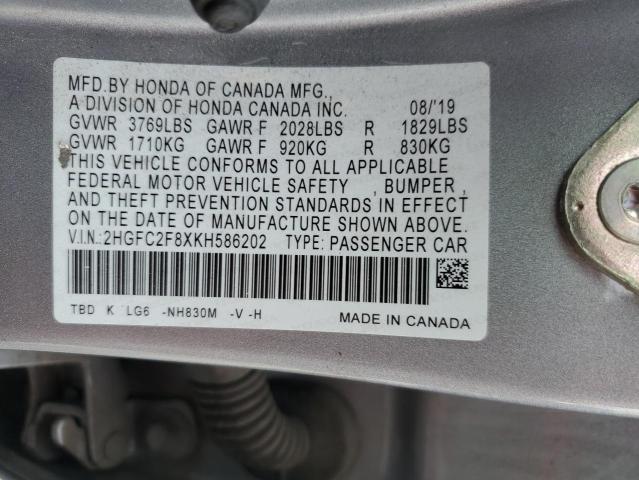 MFD.BY HONDA OF CANADA MFG.,
A DIVISION OF HONDA CANADA INC. 08/'19
GVWR 3769LBS GAWR F 2028LBS R 1829LBS
GVWR 1710KG GAWR F 920KG R 830KG
THIS VEHICLE CONFORMS TO ALL APPLICABLE
FEDERAL MOTOR VEHICLE SAFETY , BUMPER ,
AND THEFT PREVENTION STANDARDS IN EFFECT
ON THE DATE OF MANUFACTURE SHOWN ABOVE.
V.I.N.:2HGFC2F8XKH586202 TYPE: PASSENGER CAR
TBD K LG6 -NH830M -V -H MADE IN CANADA